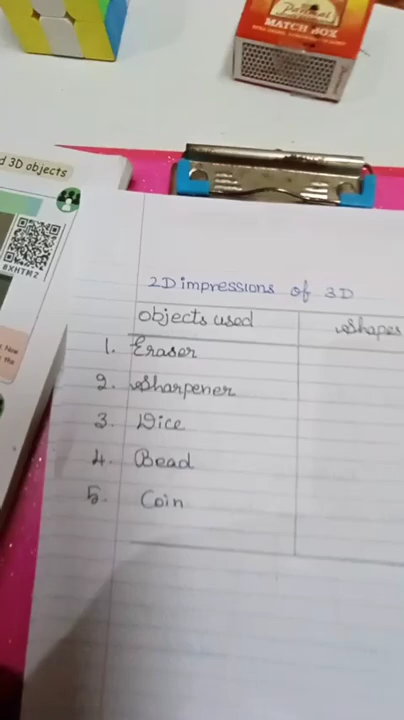 MATCH BOX
d 3D objects
#XHTM2
2D impressions of 3D
objects used shapes
1. Eraser
2. Sharpener
3. Dice
4. Bead
5. Coin